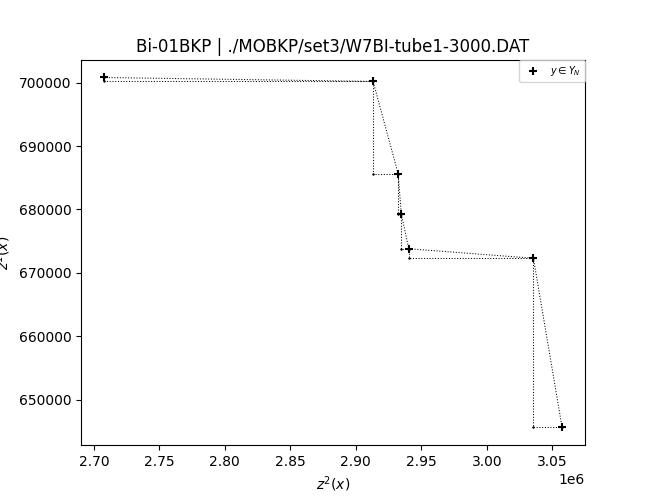 Bi-01BKP | ./MOBKP/set3/W7BI-tube1-3000.DAT
y ∈ Y_N
700000
690000
680000
670000
660000
650000
2.70 2.75 2.80 2.85 2.90 2.95 3.00 3.05
1e6
z²(x)